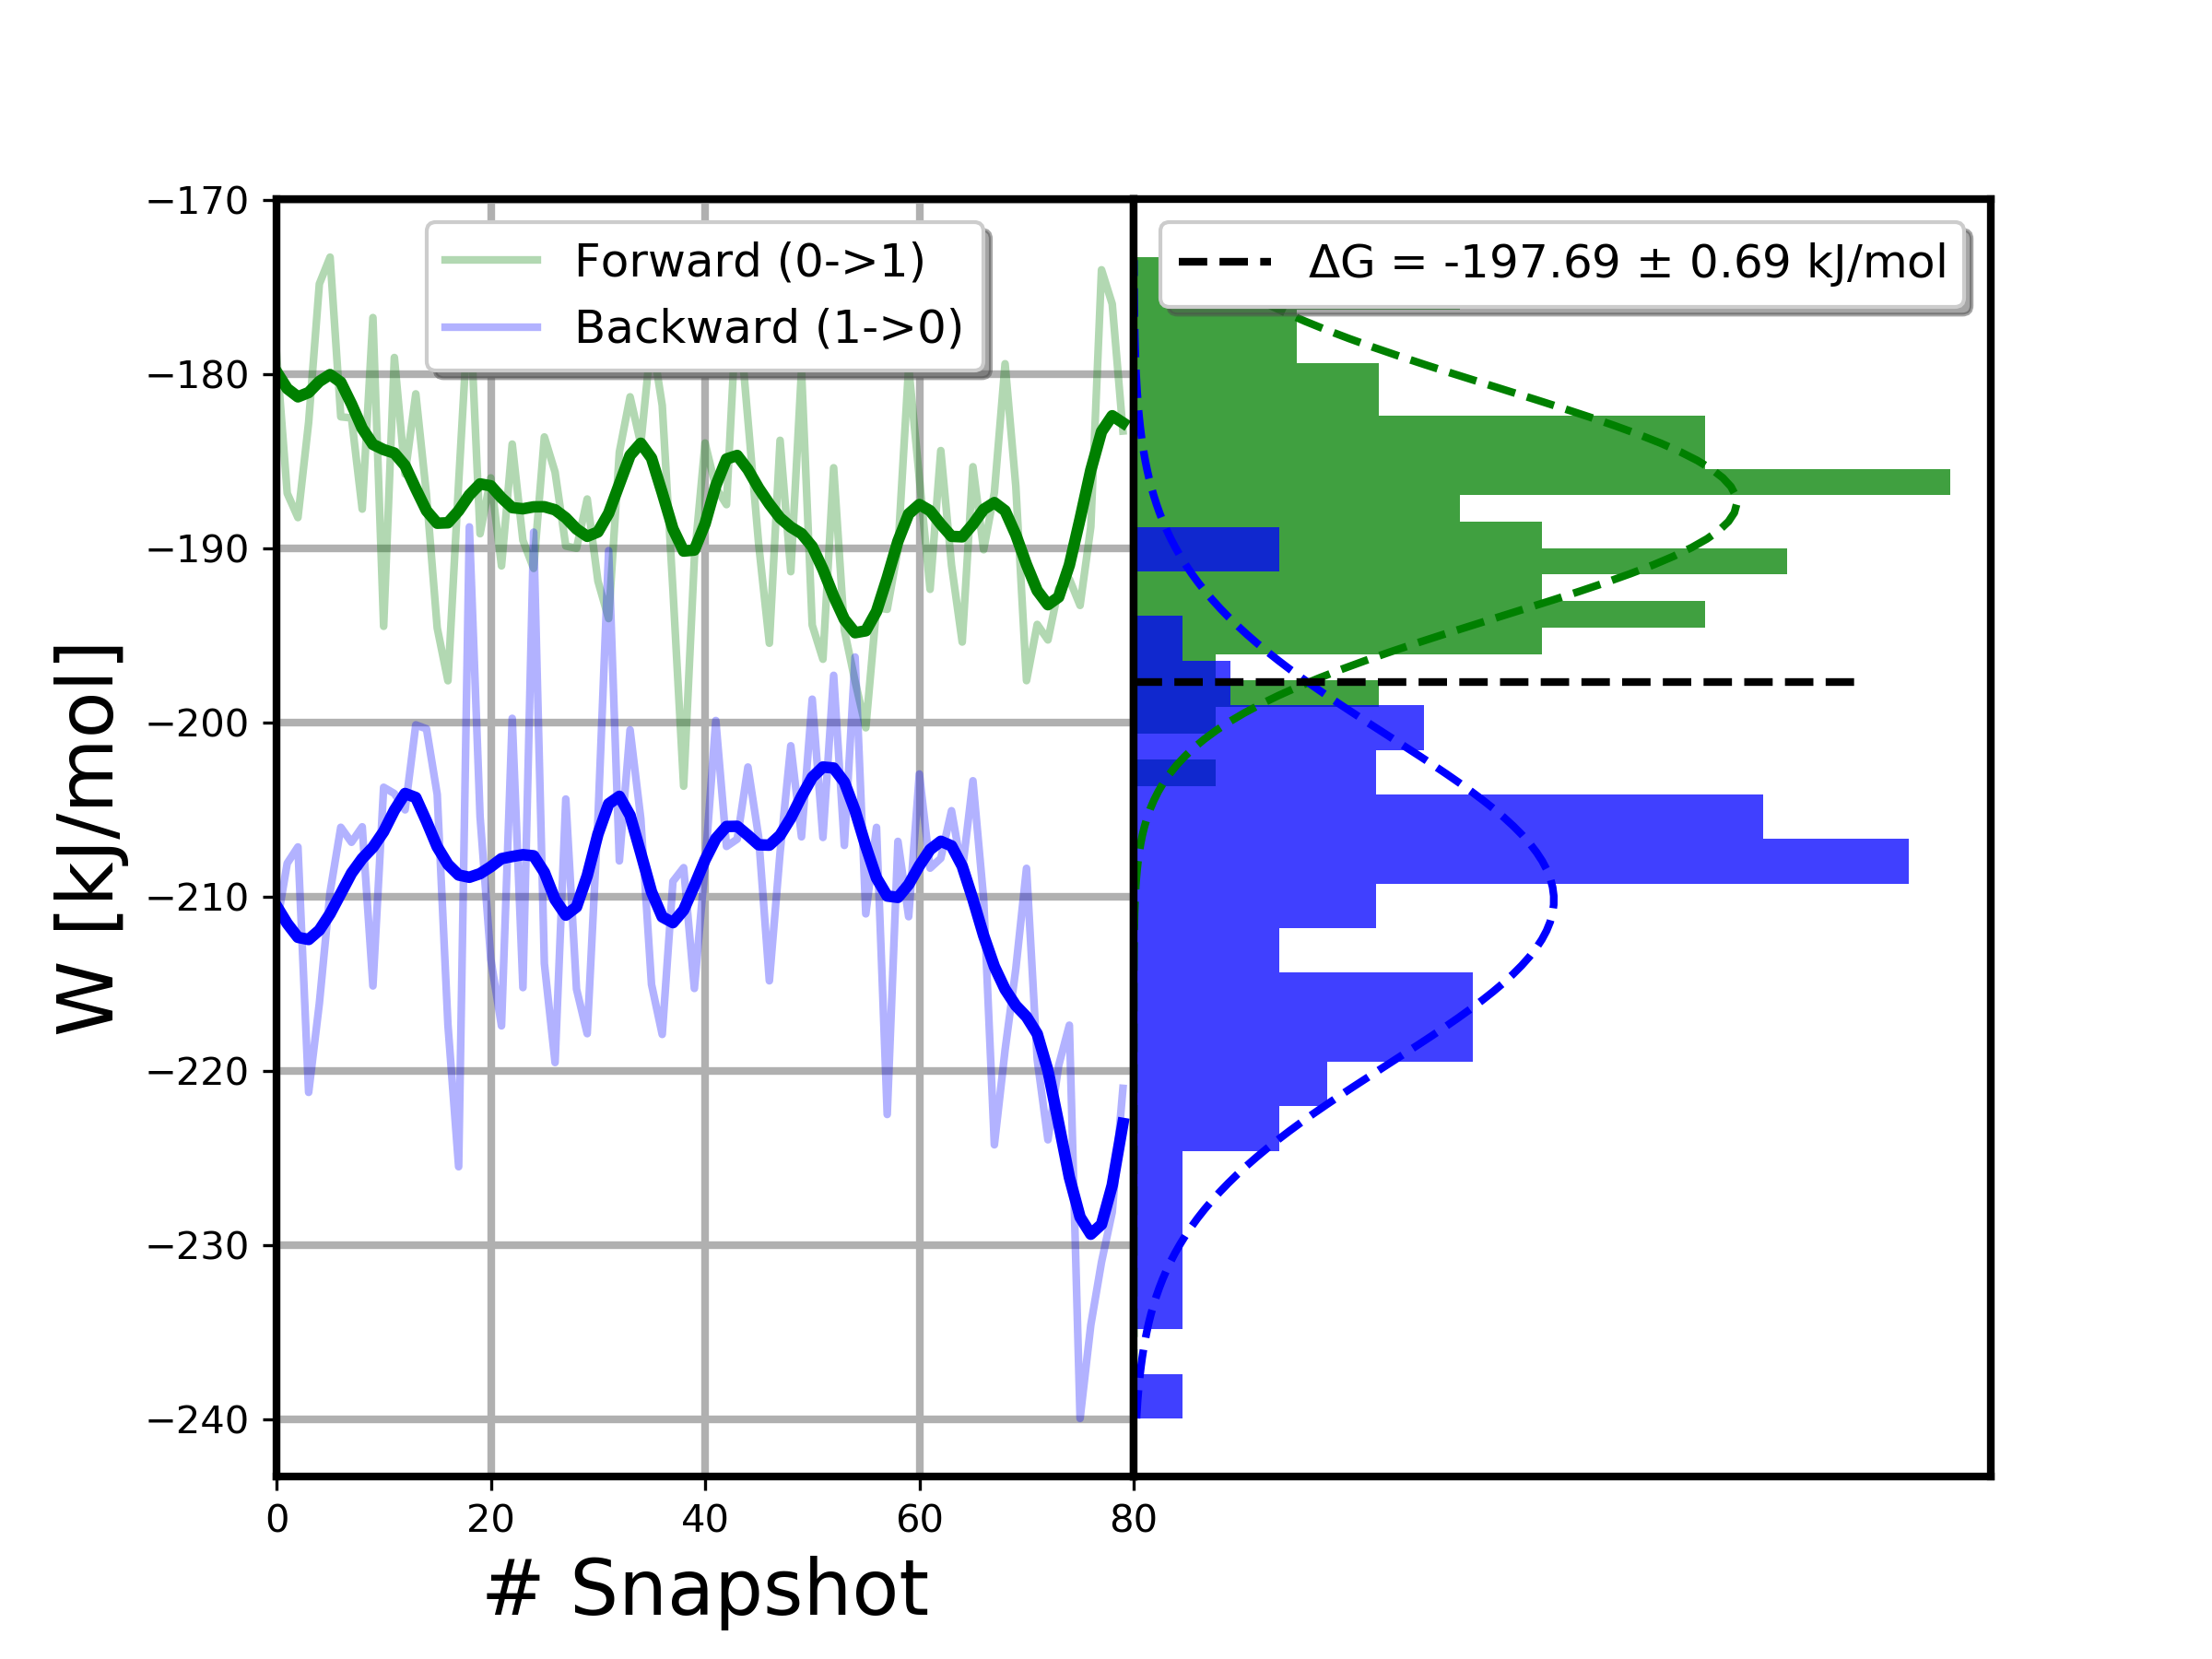 −170
−180
−190
−200
−210
−220
−230
−240
W [kJ/mol]
Forward (0->1)
Backward (1->0)
ΔG = -197.69 ± 0.69 kJ/mol
0 20 40 60 80
# Snapshot